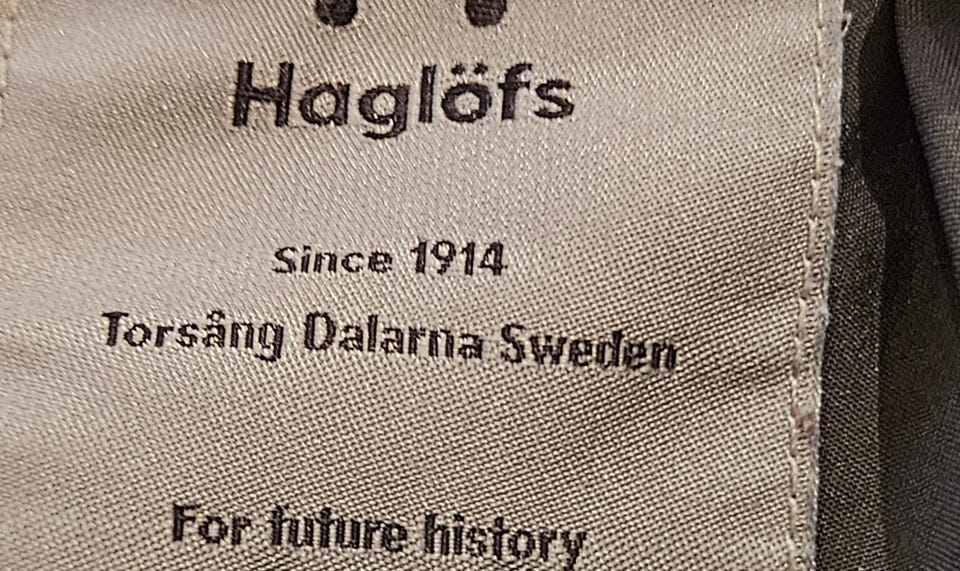 Haglöfs
Since 1914
Torsång Dalarna Sweden
For future history